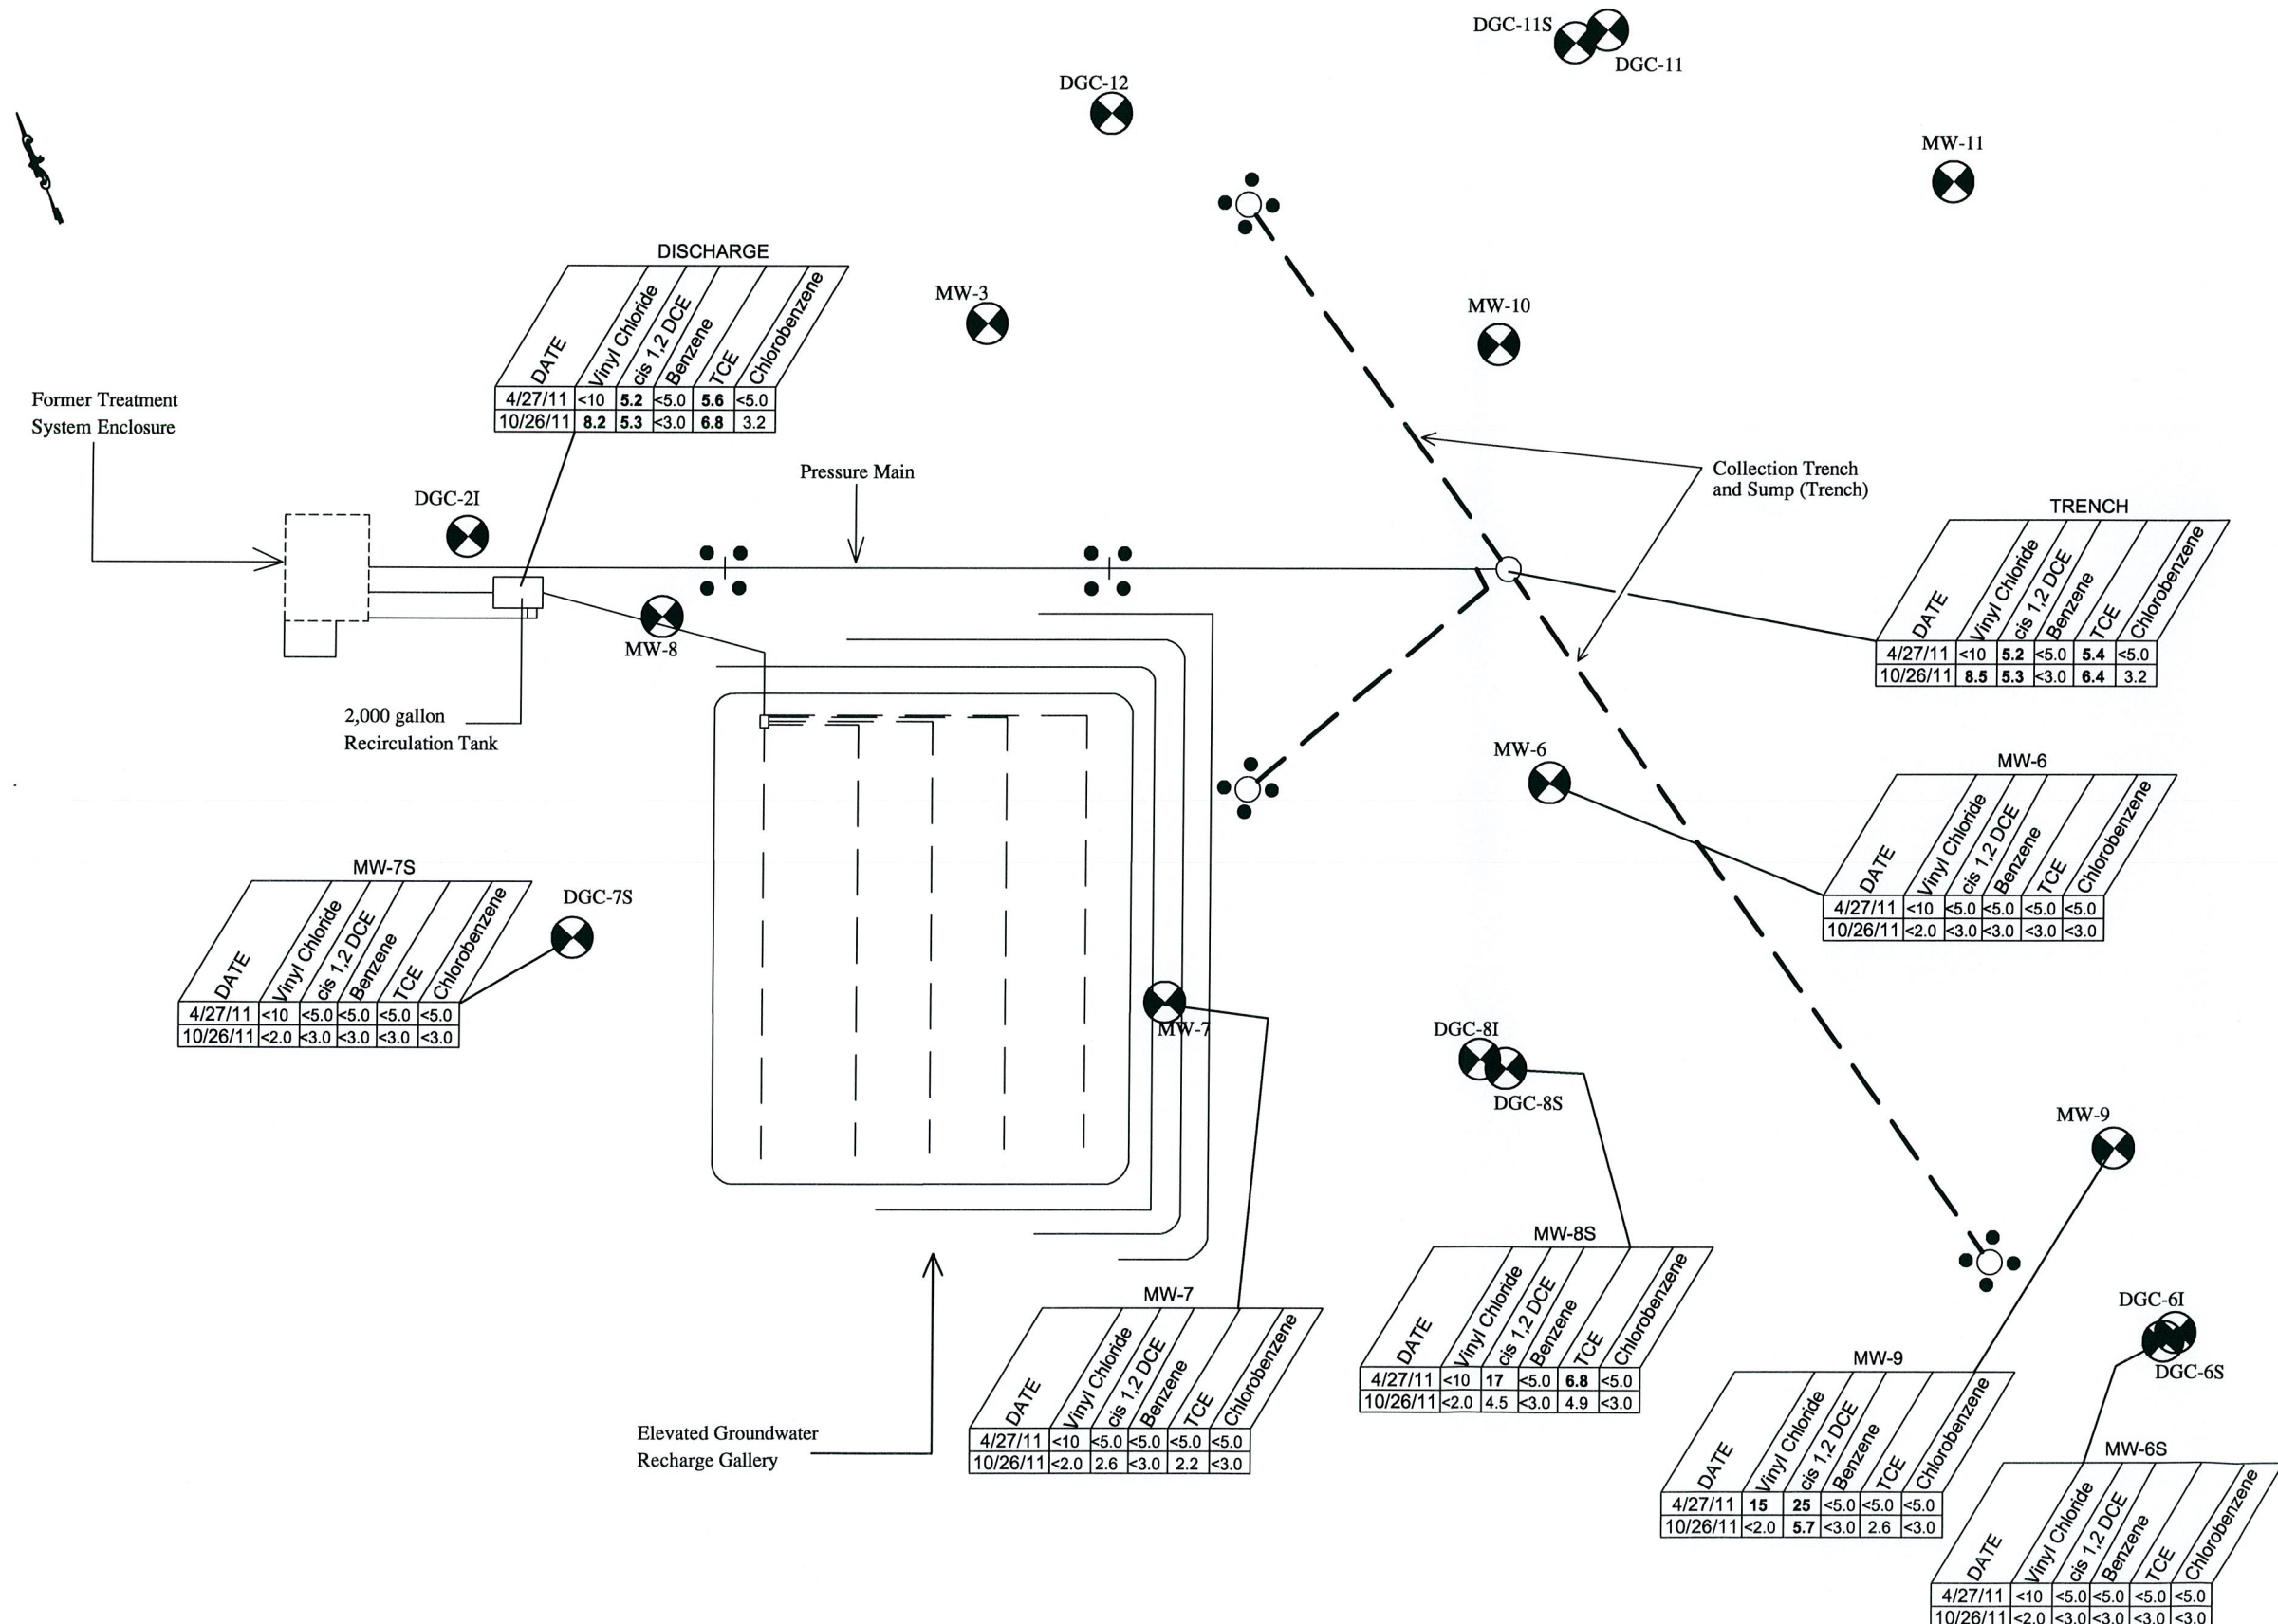 DGC-11S
DGC-11
DGC-12
MW-11
DISCHARGE
DATE Vinyl Chloride cis 1,2 DCE Benzene TCE Chlorobenzene
4/27/11 <10 5.2 <5.0 5.6 <5.0
10/26/11 8.2 5.3 <3.0 6.8 3.2
MW-3
MW-10
Former Treatment
System Enclosure
Pressure Main
Collection Trench
and Sump (Trench)
DGC-2I
TRENCH
DATE Vinyl Chloride cis 1,2 DCE Benzene TCE Chlorobenzene
4/27/11 <10 5.2 <5.0 5.4 <5.0
10/26/11 8.5 5.3 <3.0 6.4 3.2
MW-8
2,000 gallon
Recirculation Tank
MW-6
MW-6
DATE Vinyl Chloride cis 1,2 DCE Benzene TCE Chlorobenzene
4/27/11 <10 <5.0 <5.0 <5.0 <5.0
10/26/11 <2.0 <3.0 <3.0 <3.0 <3.0
MW-7S
DATE Vinyl Chloride cis 1,2 DCE Benzene TCE Chlorobenzene
4/27/11 <10 <5.0 <5.0 <5.0 <5.0
10/26/11 <2.0 <3.0 <3.0 <3.0 <3.0
DGC-7S
MW-7
DGC-8I
DGC-8S
MW-9
MW-8S
DATE Vinyl Chloride cis 1,2 DCE Benzene TCE Chlorobenzene
4/27/11 <10 17 <5.0 6.8 <5.0
10/26/11 <2.0 4.5 <3.0 4.9 <3.0
MW-7
DATE Vinyl Chloride cis 1,2 DCE Benzene TCE Chlorobenzene
4/27/11 <10 <5.0 <5.0 <5.0 <5.0
10/26/11 <2.0 2.6 <3.0 2.2 <3.0
DGC-6I
DGC-6S
MW-9
DATE Vinyl Chloride cis 1,2 DCE Benzene TCE Chlorobenzene
4/27/11 15 25 <5.0 <5.0 <5.0
10/26/11 <2.0 5.7 <3.0 2.6 <3.0
Elevated Groundwater
Recharge Gallery
MW-6S
DATE Vinyl Chloride cis 1,2 DCE Benzene TCE Chlorobenzene
4/27/11 <10 <5.0 <5.0 <5.0 <5.0
10/26/11 <2.0 <3.0 <3.0 <3.0 <3.0